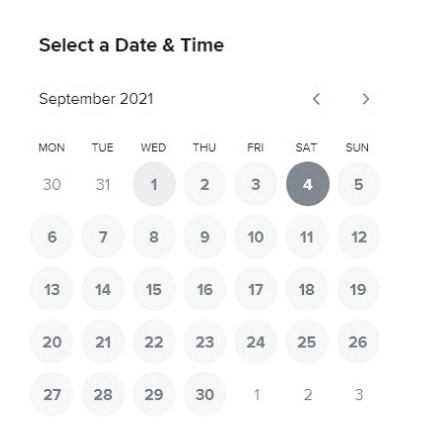 Select a Date & Time
September 2021
MON TUE WED THU FRI SAT SUN
30 31 1 2 3 4 5
6 7 8 9 10 11 12
13 14 15 16 17 18 19
20 21 22 23 24 25 26
27 28 29 30 1 2 3